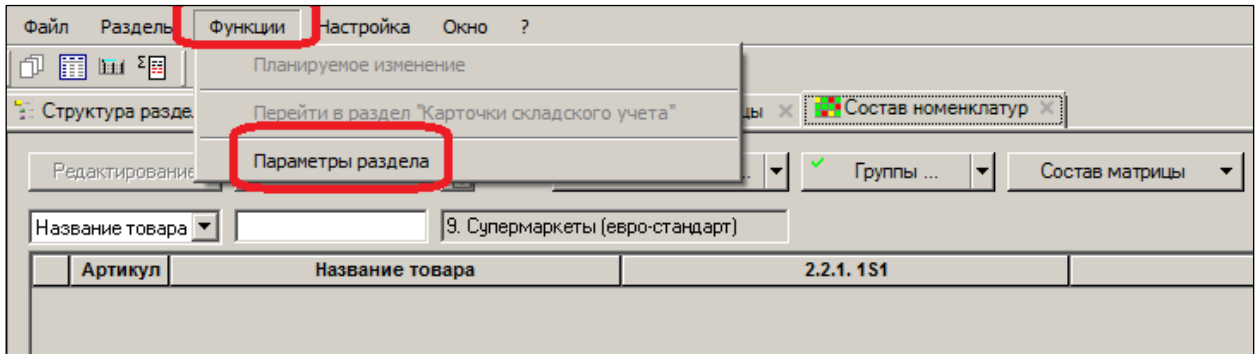 Файл Разделы Функции Настройка Окно ?
Планируемое изменение
Структура разде. Перейти в раздел "Карточки складского учета" цы Состав номенклатур
Параметры раздела
Редактирование .. Группы ... Состав матрицы
Название товара 9. Супермаркеты (евро-стандарт)
Артикул Название товара 2.2.1. 1S1